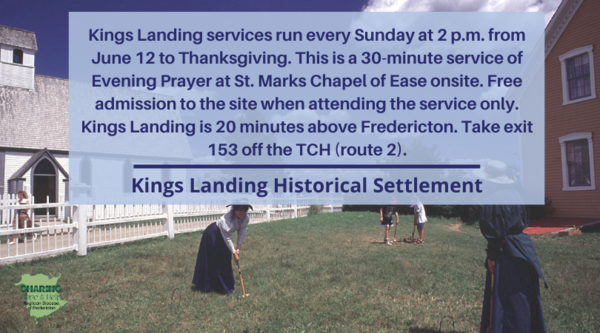 Kings Landing services run every Sunday at 2 p.m. from
June 12 to Thanksgiving. This is a 30-minute service of
Evening Prayer at St. Marks Chapel of Ease onsite. Free
admission to the site when attending the service only.
Kings Landing is 20 minutes above Fredericton. Take exit
153 off the TCH (route 2).
Kings Landing Historical Settlement
SHARING
Anglican Diocese
of Fredericton